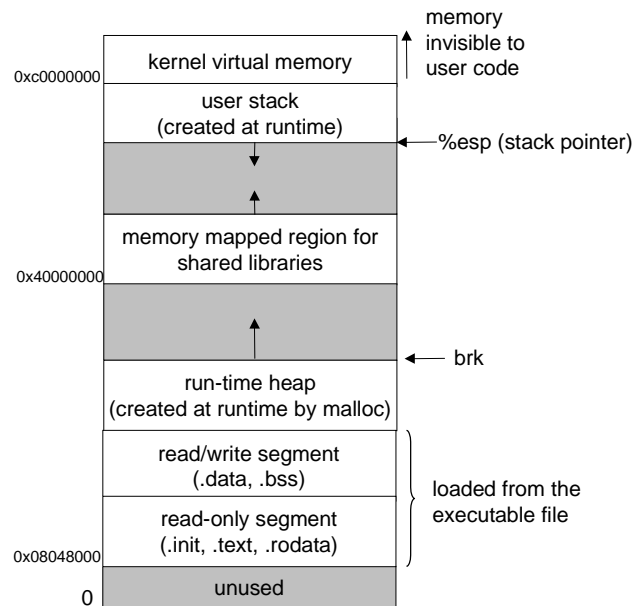 memory
invisible to
user code
kernel virtual memory
0xc0000000
user stack
(created at runtime)
%esp (stack pointer)
memory mapped region for
shared libraries
0x40000000
brk
run-time heap
(created at runtime by malloc)
read/write segment
(.data, .bss)
loaded from the
executable file
read-only segment
(.init, .text, .rodata)
0x08048000
unused
0